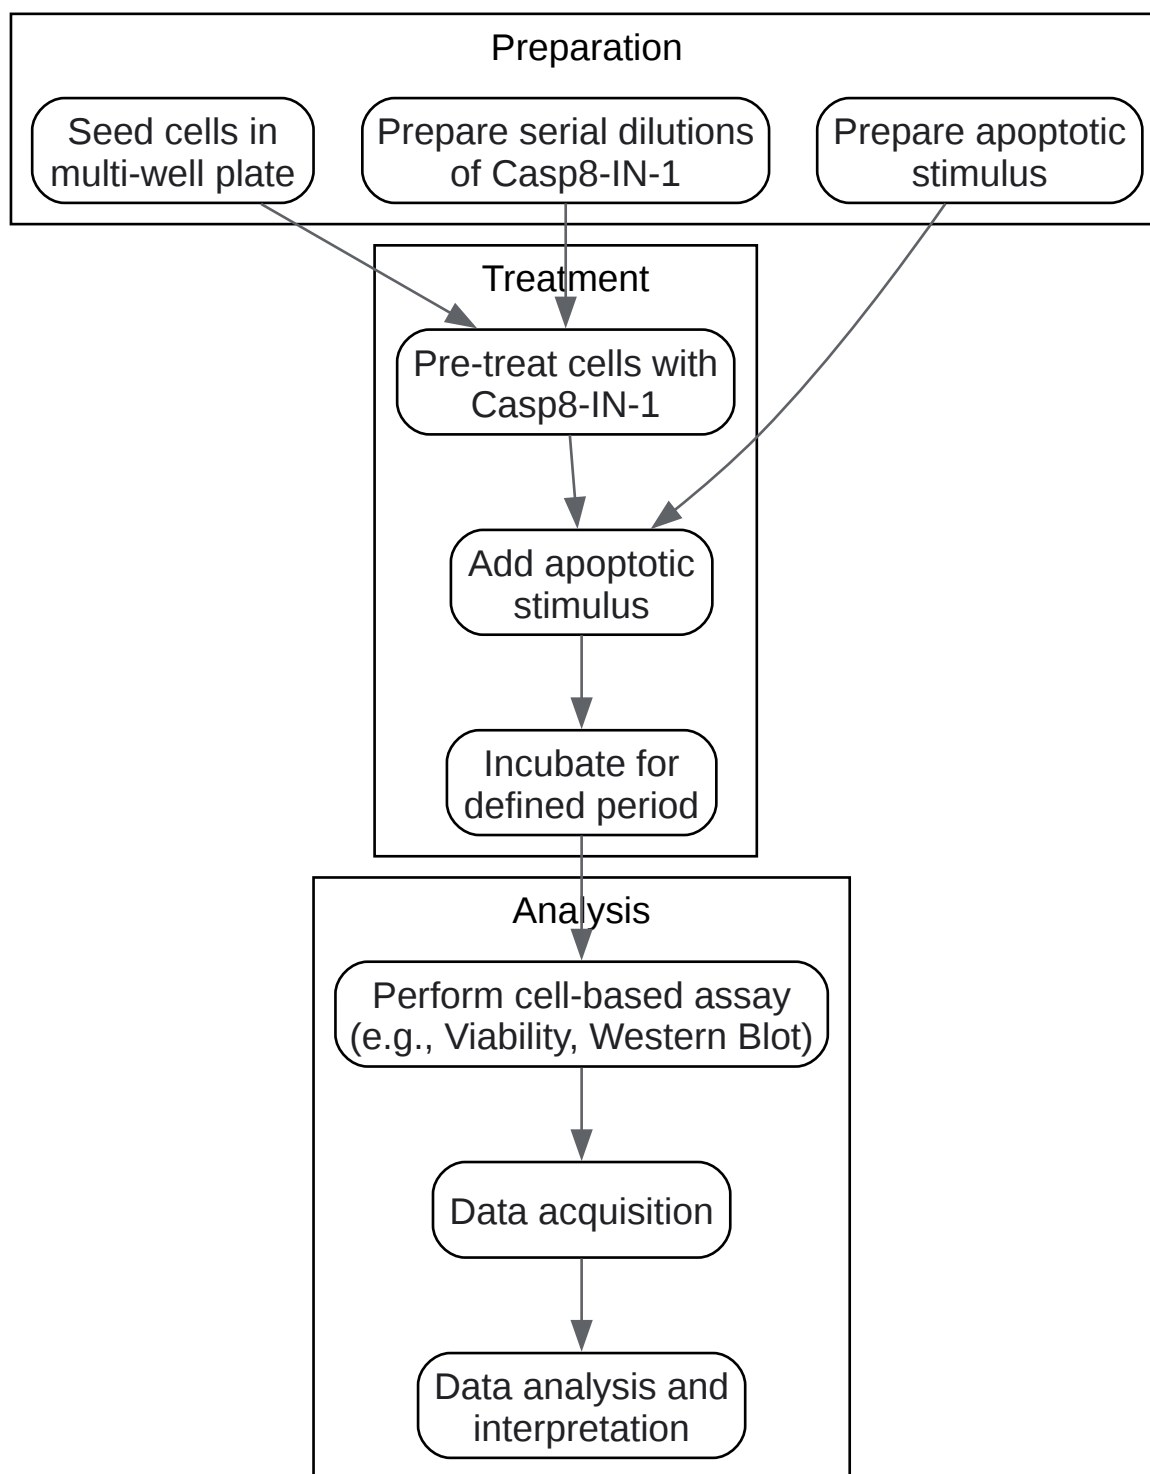 Preparation
Seed cells in
multi-well plate
Prepare serial dilutions
of Casp8-IN-1
Prepare apoptotic
stimulus
Treatment
Pre-treat cells with
Casp8-IN-1
Add apoptotic
stimulus
Incubate for
defined period
Analysis
Perform cell-based assay
(e.g., Viability, Western Blot)
Data acquisition
Data analysis and
interpretation